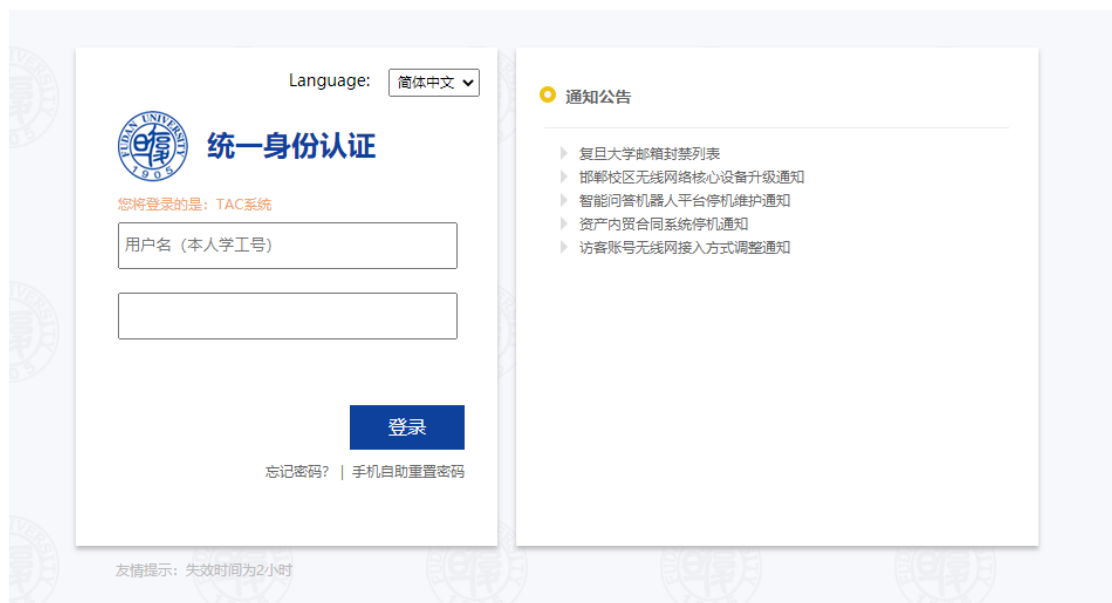 Language: 简体中文
FUDAN UNIVERSITY
1905
统一身份认证
您将登录的是：TAC系统
用户名（本人学工号）
登录
忘记密码? | 手机自助重置密码
通知公告
复旦大学邮箱封禁列表
邯郸校区无线网络核心设备升级通知
智能问答机器人平台停机维护通知
资产内贸合同系统停机通知
访客账号无线网接入方式调整通知
友情提示：失效时间为2小时